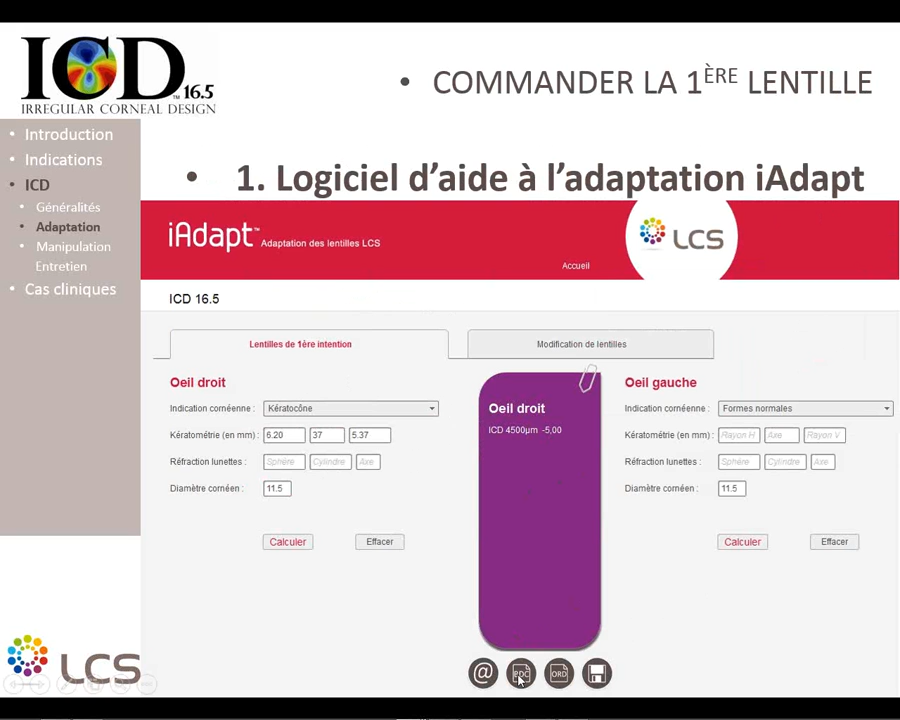 ICD™ 16.5
IRREGULAR CORNEAL DESIGN
• COMMANDER LA 1ÈRE LENTILLE
• Introduction
• Indications
• ICD
• Généralités
• Adaptation
• Manipulation
Entretien
• Cas cliniques
• 1. Logiciel d'aide à l'adaptation iAdapt
iAdapt™ Adaptation des lentilles LCS
LCS
Accueil
ICD 16.5
Lentilles de 1ère intention
Modification de lentilles
Oeil droit
Indication cornéenne : Kératocône
Kératométrie (en mm) : 6.20 37 5.37
Réfraction lunettes : Sphère Cylindre Axe
Diamètre cornéen : 11.5
Calculer Effacer
Oeil droit
ICD 4500µm -5,00
Oeil gauche
Indication cornéenne : Formes normales
Kératométrie (en mm) : Rayon H Axe Rayon V
Réfraction lunettes : Sphère Cylindre Axe
Diamètre cornéen : 11.5
Calculer Effacer
@ PDC ORD
LCS